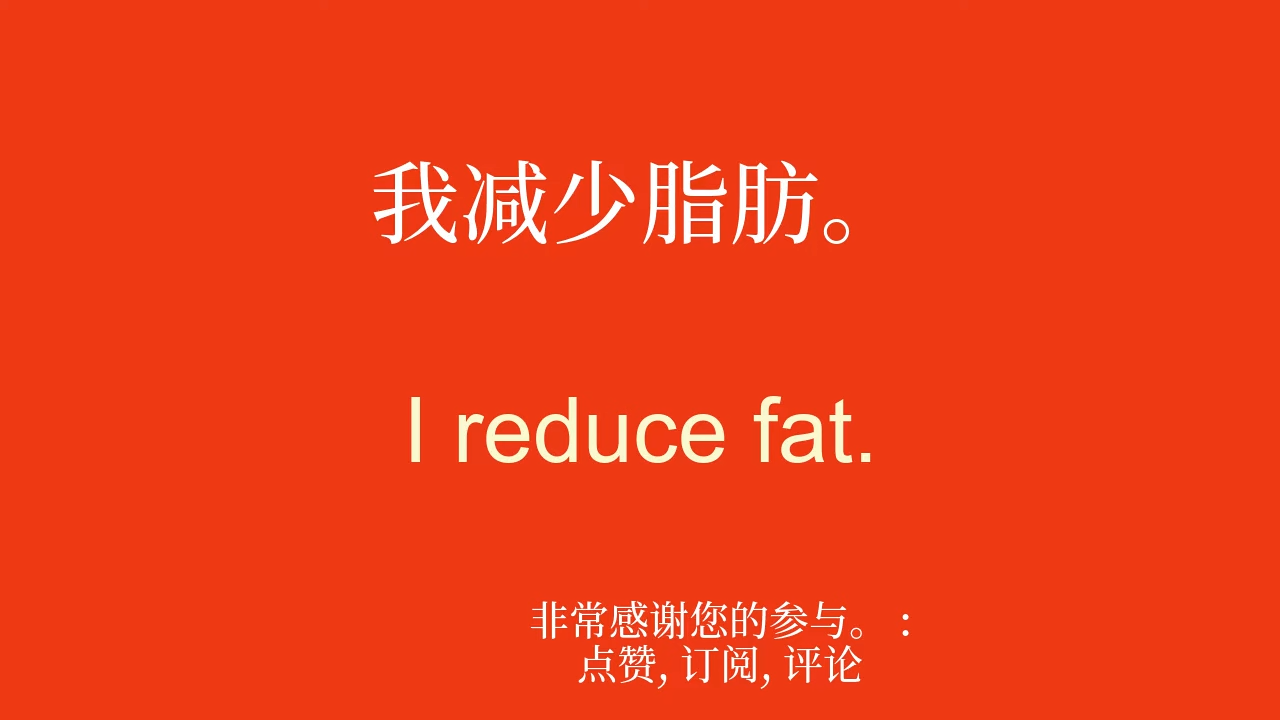 我减少脂肪。
I reduce fat.
非常感谢您的参与。 :
点赞, 订阅, 评论